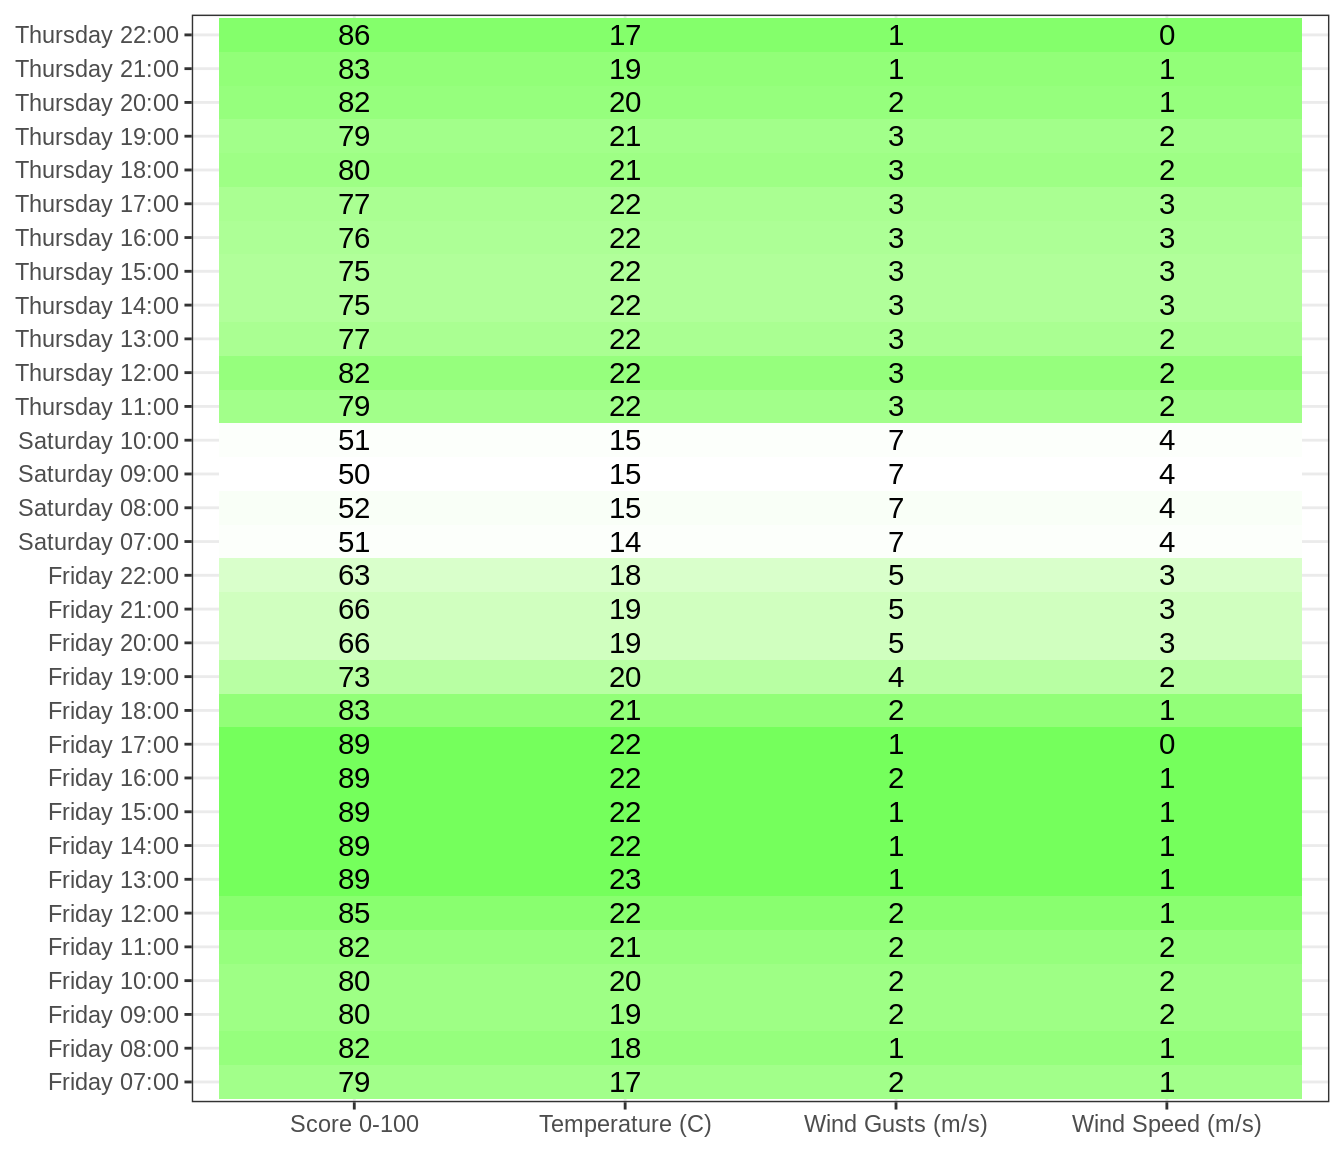 Thursday 22:00 86 17 1 0
Thursday 21:00 83 19 1 1
Thursday 20:00 82 20 2 1
Thursday 19:00 79 21 3 2
Thursday 18:00 80 21 3 2
Thursday 17:00 77 22 3 3
Thursday 16:00 76 22 3 3
Thursday 15:00 75 22 3 3
Thursday 14:00 75 22 3 3
Thursday 13:00 77 22 3 2
Thursday 12:00 82 22 3 2
Thursday 11:00 79 22 3 2
Saturday 10:00 51 15 7 4
Saturday 09:00 50 15 7 4
Saturday 08:00 52 15 7 4
Saturday 07:00 51 14 7 4
Friday 22:00 63 18 5 3
Friday 21:00 66 19 5 3
Friday 20:00 66 19 5 3
Friday 19:00 73 20 4 2
Friday 18:00 83 21 2 1
Friday 17:00 89 22 1 0
Friday 16:00 89 22 2 1
Friday 15:00 89 22 1 1
Friday 14:00 89 22 1 1
Friday 13:00 89 23 1 1
Friday 12:00 85 22 2 1
Friday 11:00 82 21 2 2
Friday 10:00 80 20 2 2
Friday 09:00 80 19 2 2
Friday 08:00 82 18 1 1
Friday 07:00 79 17 2 1
Score 0-100 Temperature (C) Wind Gusts (m/s) Wind Speed (m/s)